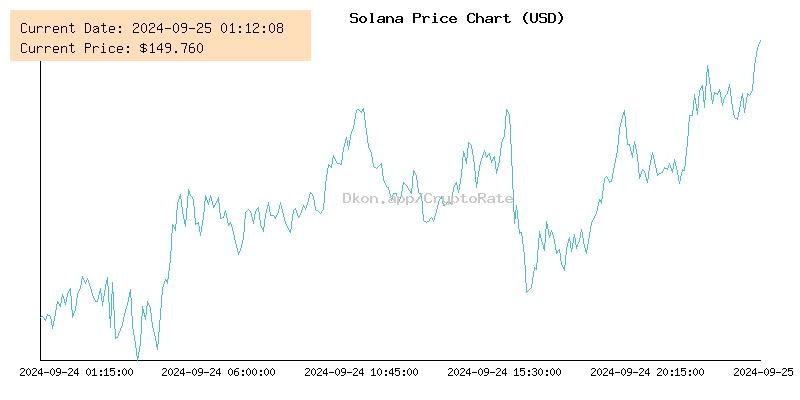 Solana Price Chart (USD)
Current Date: 2024-09-25 01:12:08
Current Price: $149.760
Dkon.app/CryptoRate
2024-09-24 01:15:00
2024-09-24 06:00:00
2024-09-24 10:45:00
2024-09-24 15:30:00
2024-09-24 20:15:00
2024-09-25